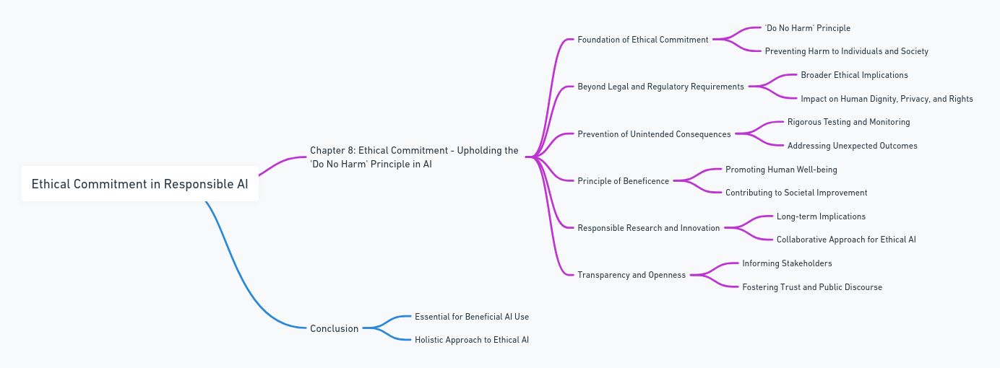 Ethical Commitment in Responsible AI
Chapter 8: Ethical Commitment - Upholding the
'Do No Harm' Principle in AI
Foundation of Ethical Commitment
'Do No Harm' Principle
Preventing Harm to Individuals and Society
Beyond Legal and Regulatory Requirements
Broader Ethical Implications
Impact on Human Dignity, Privacy, and Rights
Prevention of Unintended Consequences
Rigorous Testing and Monitoring
Addressing Unexpected Outcomes
Principle of Beneficence
Promoting Human Well-being
Contributing to Societal Improvement
Responsible Research and Innovation
Long-term Implications
Collaborative Approach for Ethical AI
Transparency and Openness
Informing Stakeholders
Fostering Trust and Public Discourse
Conclusion
Essential for Beneficial AI Use
Holistic Approach to Ethical AI